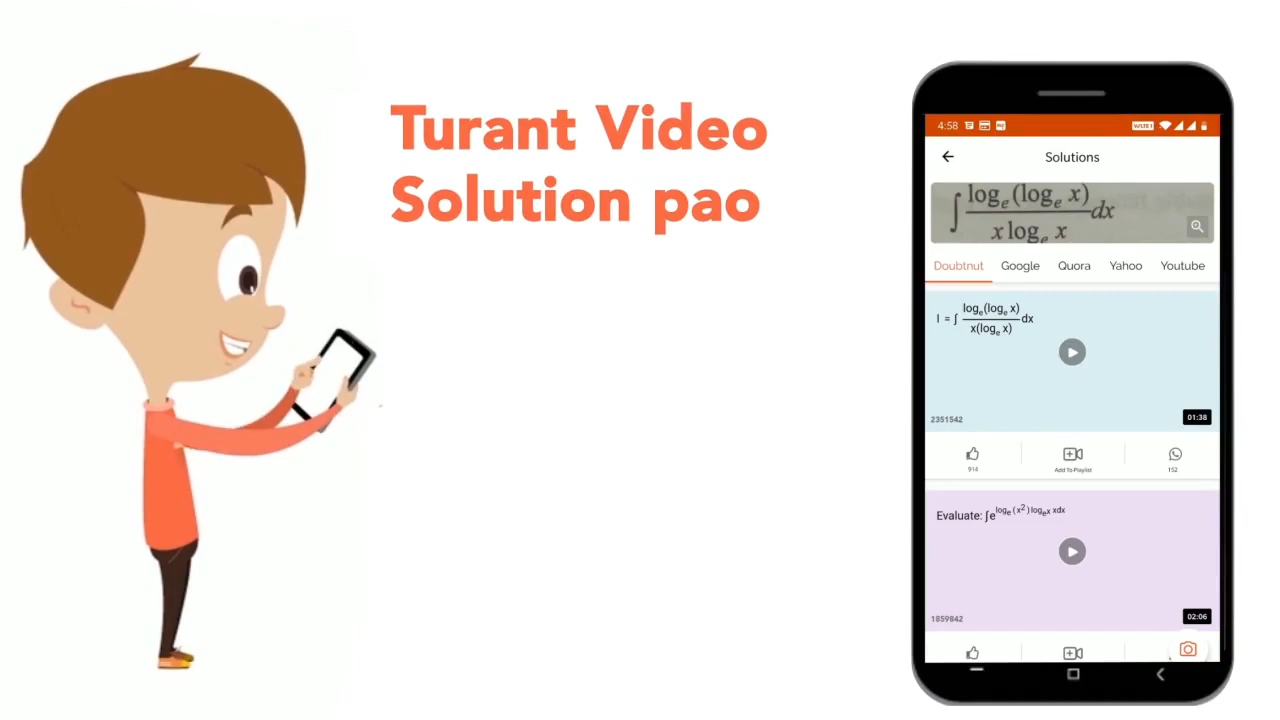 Turant Video
Solution pao
4:58
VoLTE1
Solutions
∫ logₑ(logₑ x) / x logₑ x dx
Doubtnut Google Quora Yahoo Youtube
I = ∫ logₑ(logₑ x) / x(logₑ x) dx
2351542 01:38
914 Add To Playlist 152
Evaluate: ∫e^logₑ(x²)logₑx xdx
1859842 02:06